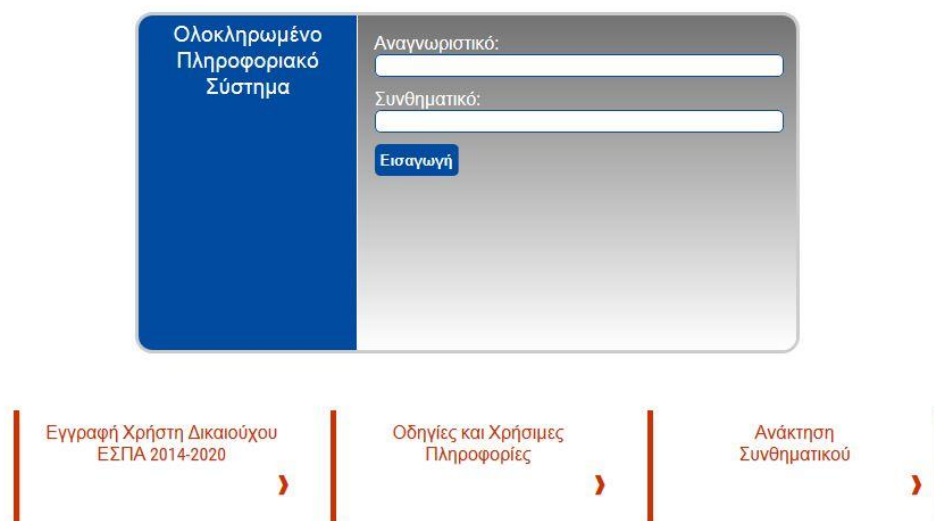 Ολοκληρωμένο
Πληροφοριακό
Σύστημα
Αναγνωριστικό:
Συνθηματικό:
Εισαγωγή
Εγγραφή Χρήστη Δικαιούχου
ΕΣΠΑ 2014-2020
Οδηγίες και Χρήσιμες
Πληροφορίες
Ανάκτηση
Συνθηματικού